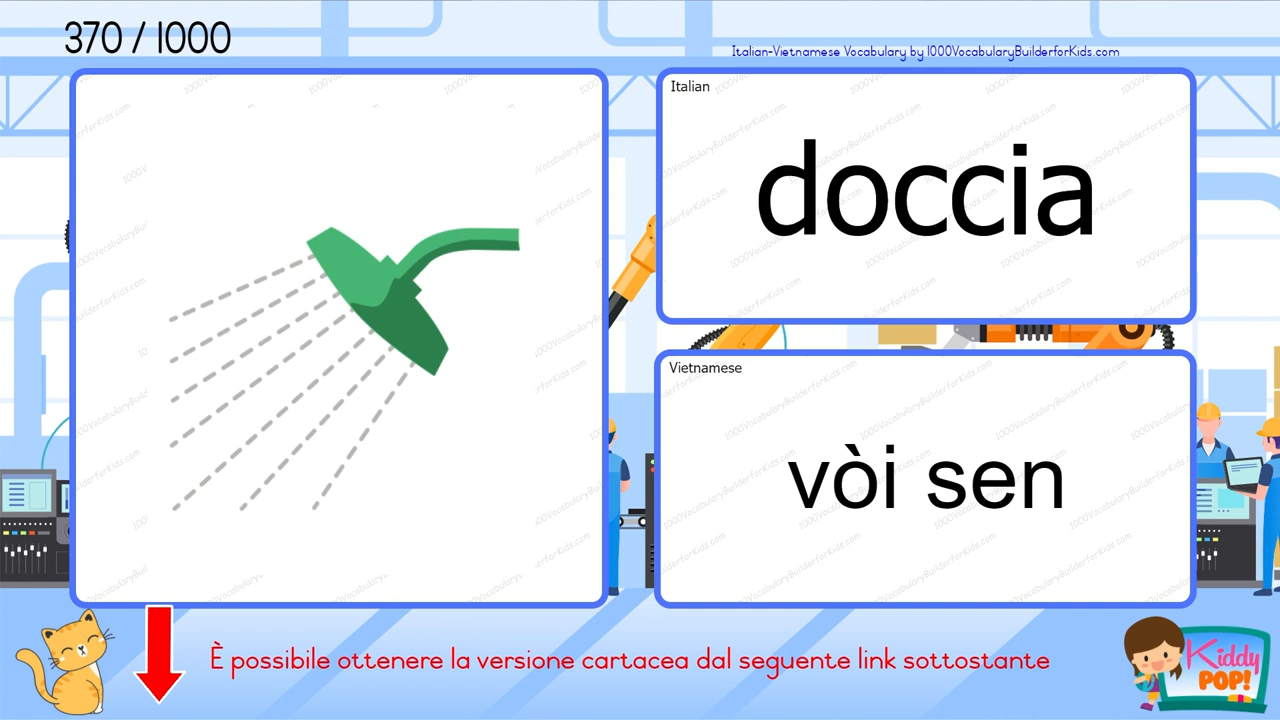 370 / 1000
Italian-Vietnamese Vocabulary by 1000VocabularyBuilderforKids.com
Italian
doccia
Vietnamese
vòi sen
È possibile ottenere la versione cartacea dal seguente link sottostante
Kiddy
POP!